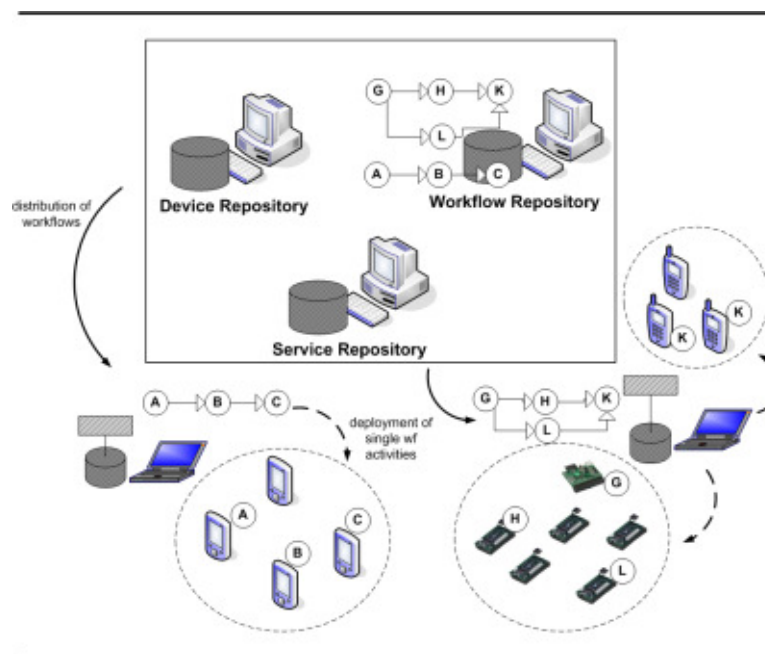 G H K
L
A B C
Device Repository
Workflow Repository
distribution of
workflows
Service Repository
K
K
A B C
deployment of
single wf
activities
G H K
L
G
A
C
H
B
L